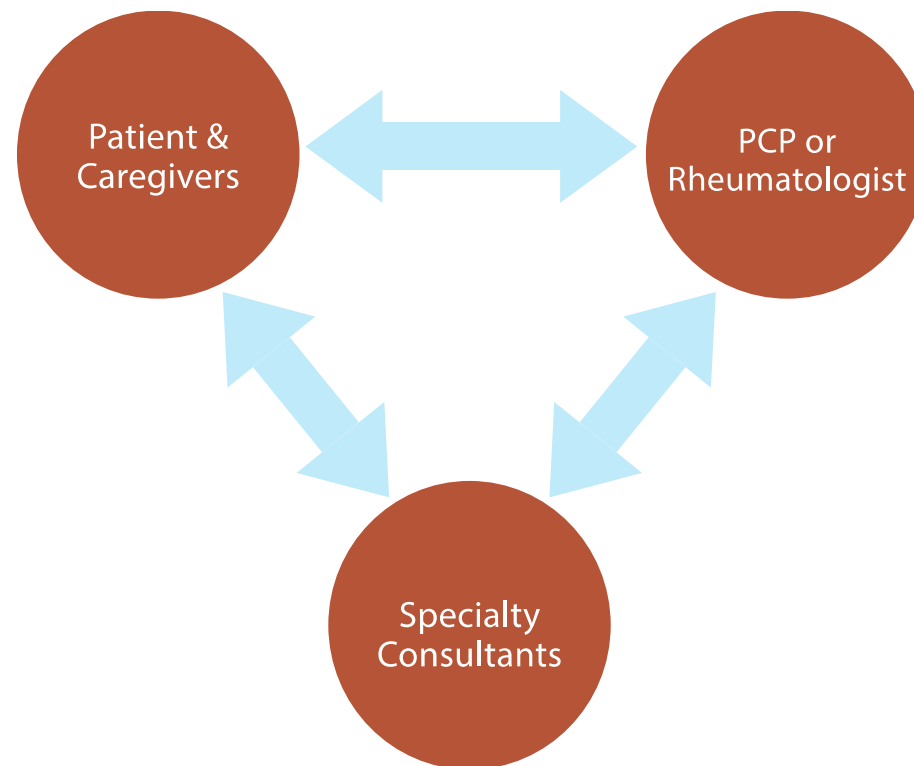 Patient &
Caregivers
PCP or
Rheumatologist
Specialty
Consultants